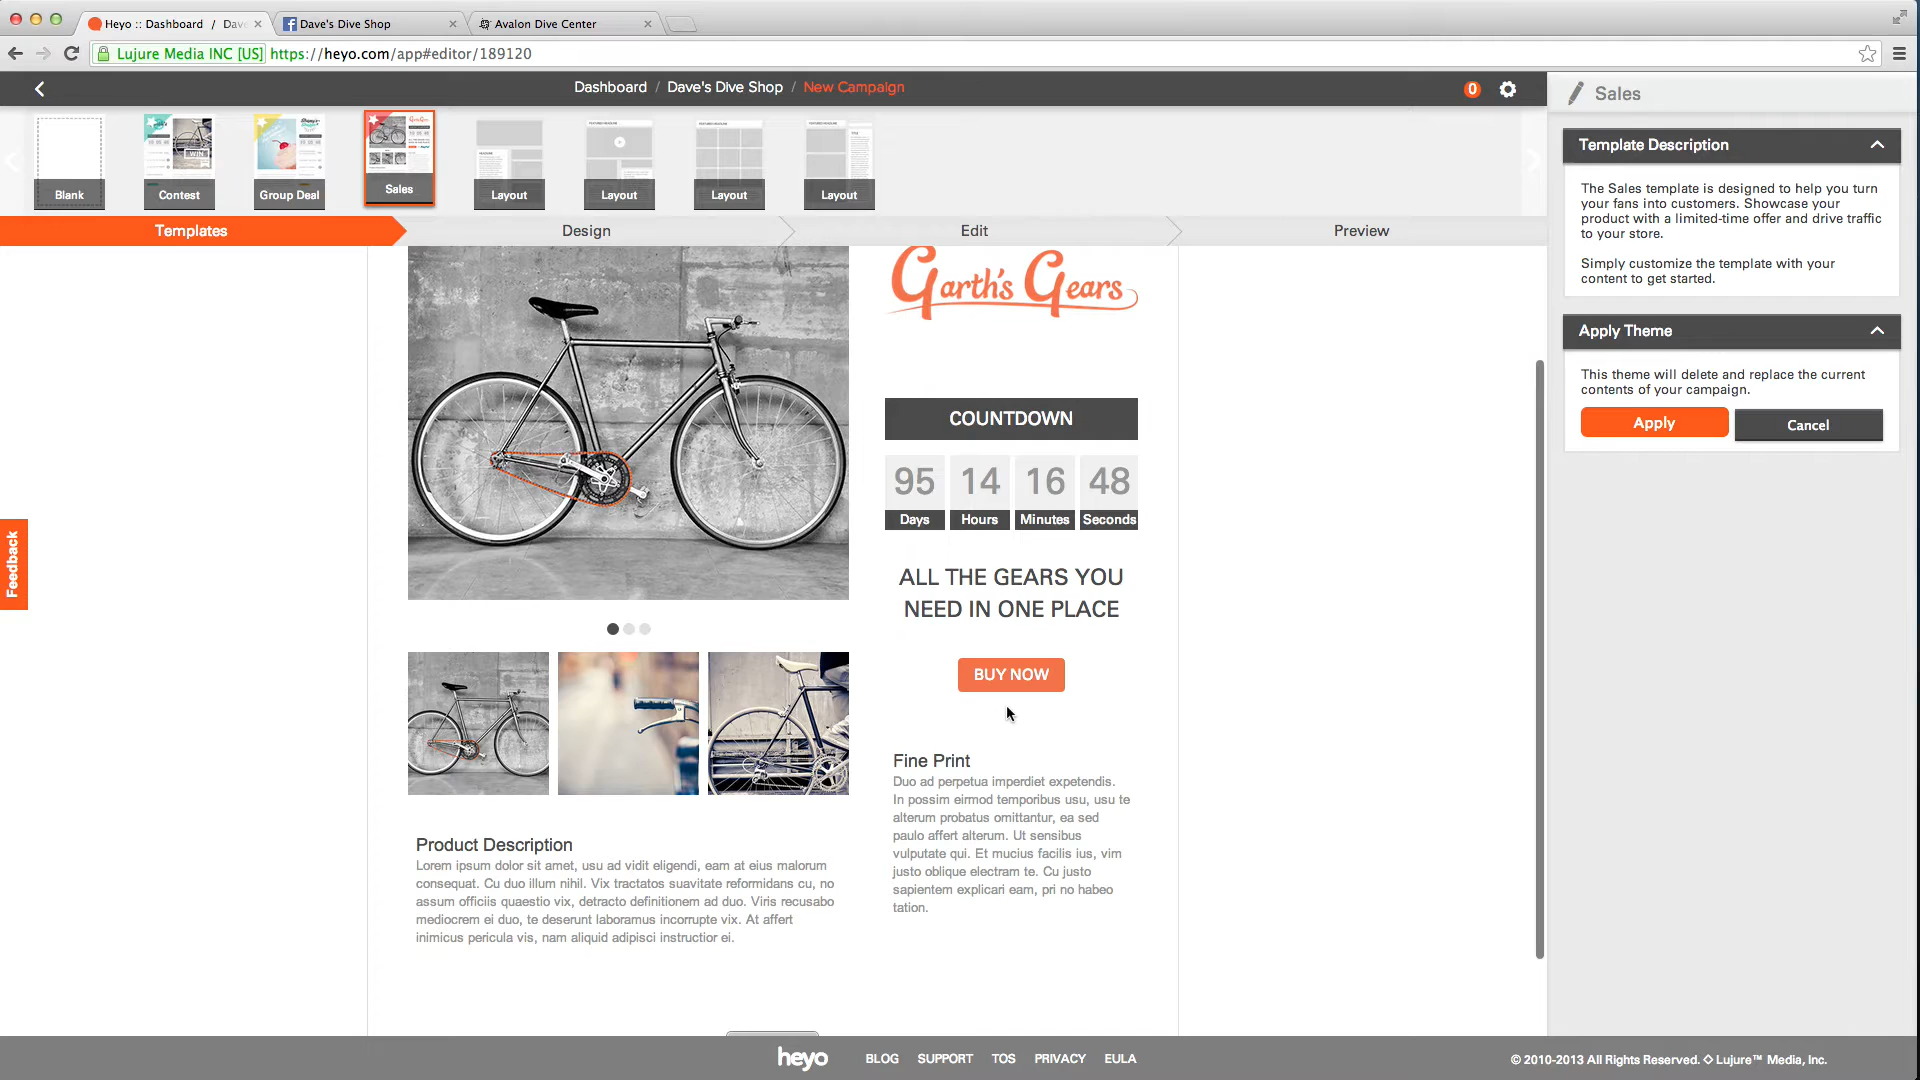 Heyo :: Dashboard / Dav
Dave's Dive Shop
Avalon Dive Center
Lujure Media INC [US] https://heyo.com/app#editor/189120
Dashboard / Dave's Dive Shop / New Campaign
0
Sales
Blank
Contest
Group Deal
Sales
Layout
Layout
Layout
Layout
Templates
Design
Edit
Preview
Template Description
The Sales template is designed to help you turn
your fans into customers. Showcase your
product with a limited-time offer and drive traffic
to your store.
Simply customize the template with your
content to get started.
Apply Theme
This theme will delete and replace the current
contents of your campaign.
Apply
Cancel
Feedback
Garth's Gears
COUNTDOWN
95 14 16 48
Days Hours Minutes Seconds
ALL THE GEARS YOU
NEED IN ONE PLACE
BUY NOW
Fine Print
Duo ad perpetua imperdiet expetendis.
In possim eirmod temporibus usu, usu te
alterum probatus omittantur, ea sed
paulo affert alterum. Ut sensibus
vulputate qui. Et mucius facilis ius, vim
justo oblique electram te. Cu justo
sapientem explicari eam, pri no habeo
tation.
Product Description
Lorem ipsum dolor sit amet, usu ad vidit eligendi, eam at eius malorum
consequat. Cu duo illum nihil. Vix tractatos suavitate reformidans cu, no
assum officiis quaestio vix, detracto definitionem ad duo. Viris recusabo
mediocrem ei duo, te deserunt laboramus incorrupte vix. At affert
inimicus pericula vis, nam aliquid adipisci instructior ei.
heyo
BLOG SUPPORT TOS PRIVACY EULA
© 2010-2013 All Rights Reserved. ◇ Lujure™ Media, Inc.